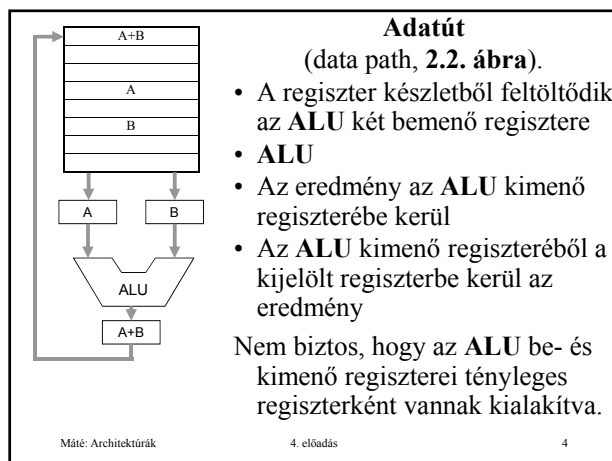 A+B
A
B
A
B
ALU
A+B
Adatút
(data path, 2.2. ábra).
• A regiszter készletből feltöltődik
az ALU két bemenő regisztere
• ALU
• Az eredmény az ALU kimenő
regiszterébe kerül
• Az ALU kimenő regiszteréből a
kijelölt regiszterbe kerül az
eredmény
Nem biztos, hogy az ALU be- és
kimenő regiszterei tényleges
regiszterként vannak kialakítva.
Máté: Architektúrák 4. előadás 4